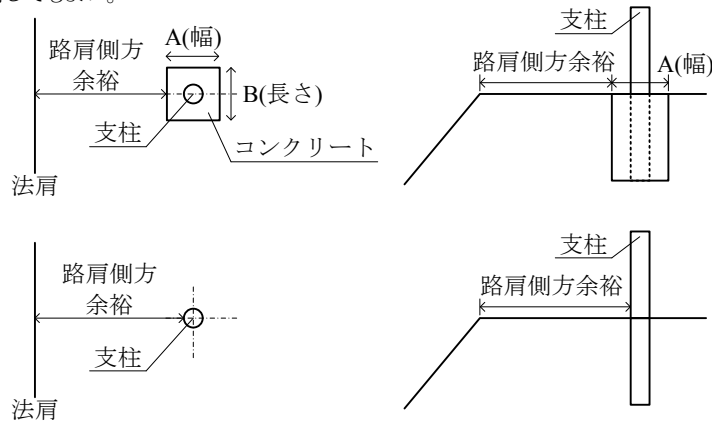 路肩側方
余裕
A(幅)
B(長さ)
支柱
コンクリート
法肩
支柱
路肩側方余裕
A(幅)
路肩側方
余裕
支柱
法肩
支柱
路肩側方余裕